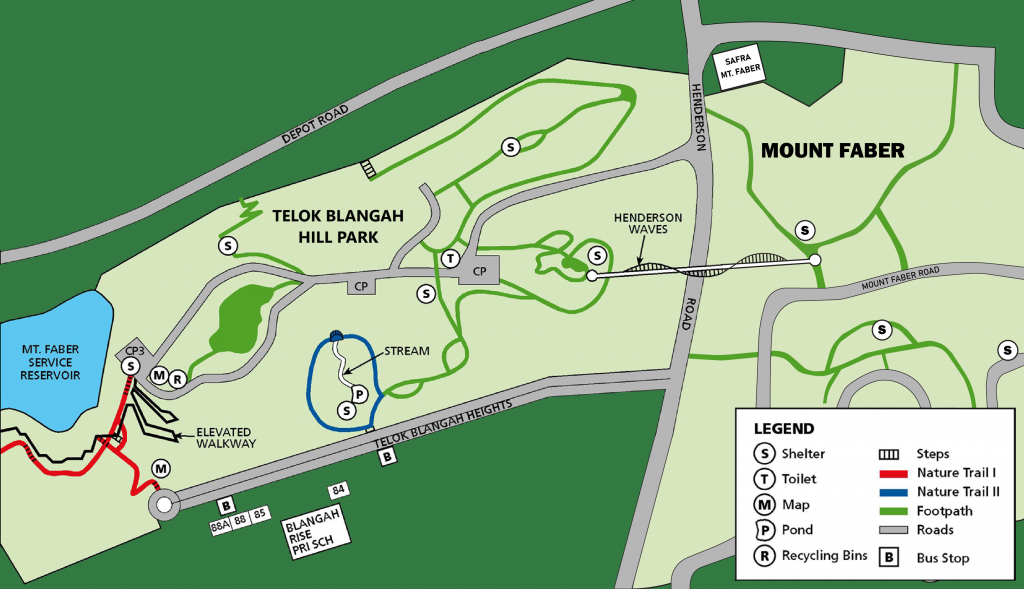 SAFRA
MT. FABER
DEPOT ROAD
HENDERSON
MOUNT FABER
S
TELOK BLANGAH
HILL PARK
HENDERSON
WAVES
S
S
S
T
CP
CP
S
MOUNT FABER ROAD
ROAD
MT. FABER
SERVICE
RESERVOIR
CP3
S
M
R
STREAM
P
S
S
S
TELOK BLANGAH HEIGHTS
ELEVATED
WALKWAY
B
M
B
84
88A
88
85
BLANGAH
RISE
PRI SCH
LEGEND
S Shelter
T Toilet
M Map
P Pond
R Recycling Bins
Steps
Nature Trail I
Nature Trail II
Footpath
Roads
B Bus Stop